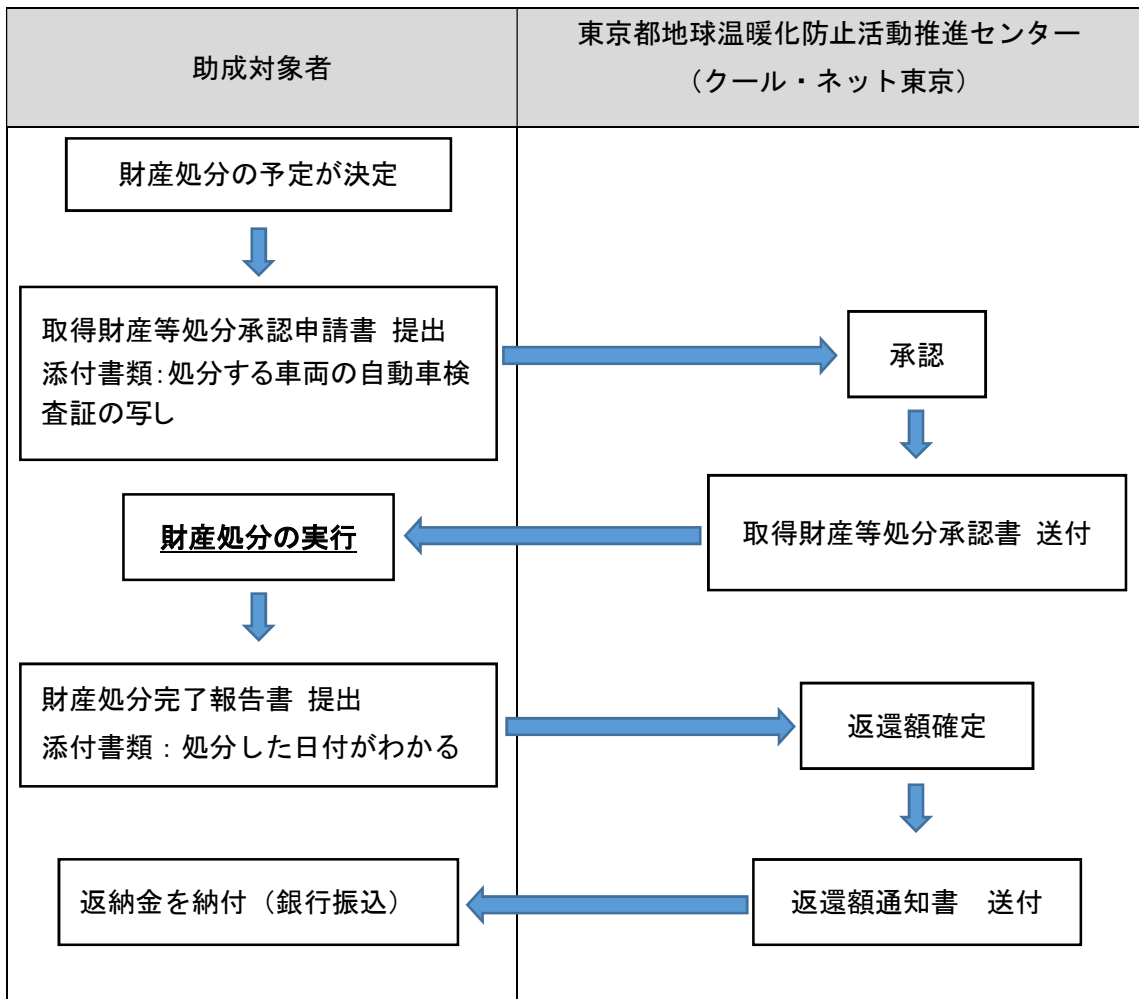 助成対象者
東京都地球温暖化防止活動推進センター
（クール・ネット東京）
財産処分の予定が決定
取得財産等処分承認申請書 提出
添付書類：処分する車両の自動車検
査証の写し
承認
取得財産等処分承認書 送付
財産処分の実行
財産処分完了報告書 提出
添付書類：処分した日付がわかる
返還額確定
返還額通知書　送付
返納金を納付（銀行振込）